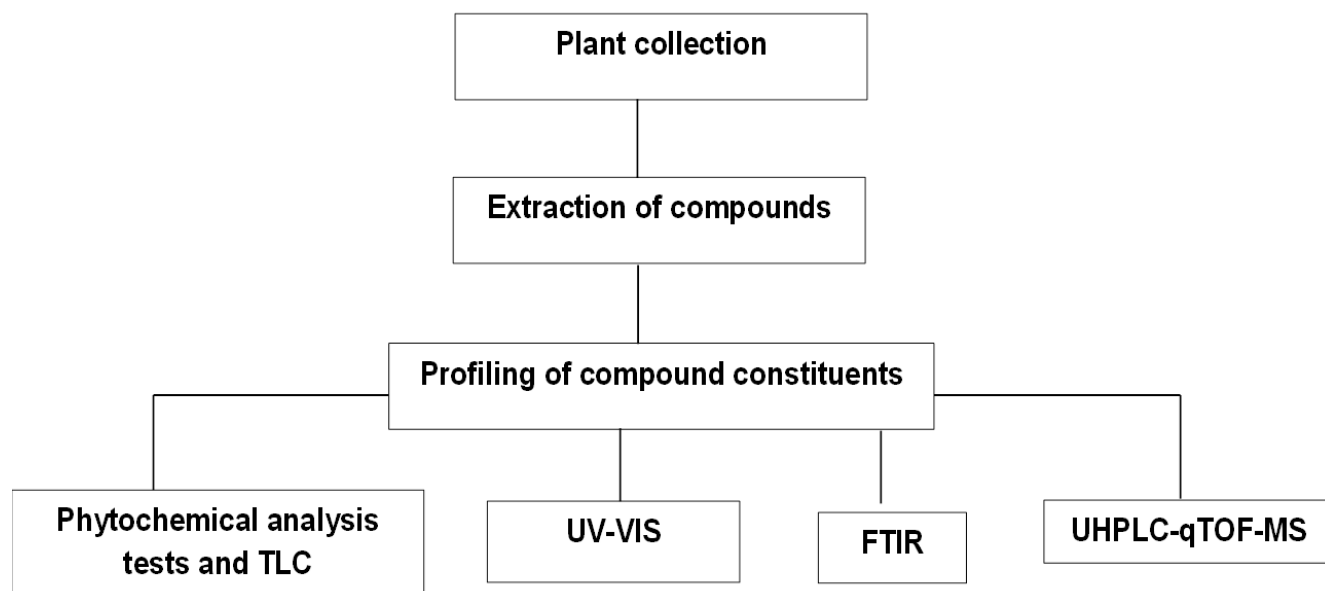 Plant collection
Extraction of compounds
Profiling of compound constituents
Phytochemical analysis
tests and TLC
UV-VIS
FTIR
UHPLC-qTOF-MS